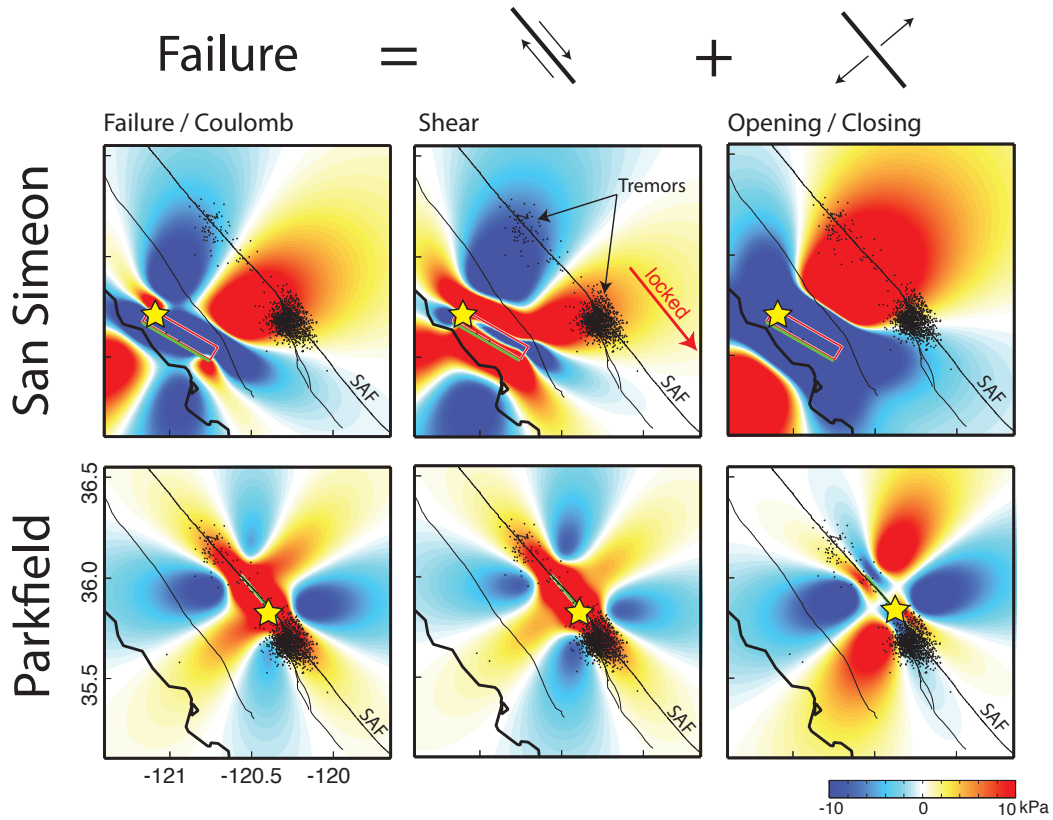 Failure = +
Failure / Coulomb
Shear
Opening / Closing
San Simeon
Tremors
locked
SAF
SAF
SAF
Parkfield
36.5
36.0
35.5
SAF
SAF
SAF
-121
-120.5
-120
-10
0
10 kPa